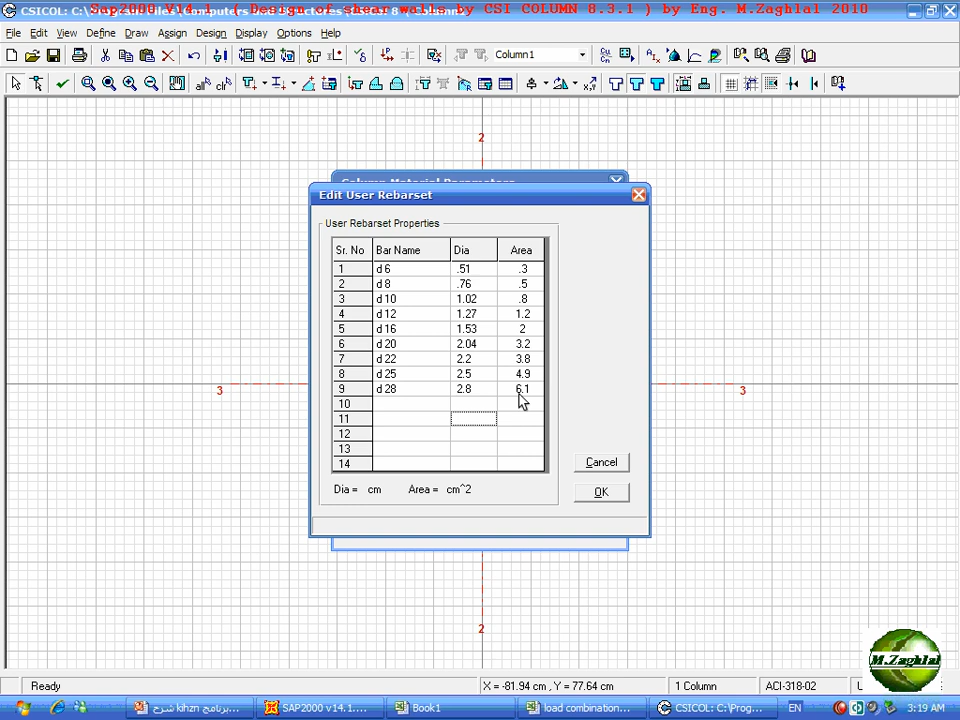 Sap2000 v14.1 ( Design of shear walls by CSI COLUMN 8.3.1 ) by Eng. M.Zaghlal 2010
File Edit View Define Draw Assign Design Display Options Help
Column1
2
Edit User Rebarset
User Rebarset Properties
Sr. No Bar Name Dia Area
1 d 6 .51 .3
2 d 8 .76 .5
3 d 10 1.02 .8
4 d 12 1.27 1.2
5 d 16 1.53 2
6 d 20 2.04 3.2
7 d 22 2.2 3.8
8 d 25 2.5 4.9
9 d 28 2.8 6.1
10
11
12
13
14
3 3
Cancel
Dia = cm Area = cm^2
OK
2
M.Zaghlal
Ready X = -81.94 cm , Y = 77.64 cm 1 Column ACI-318-02
برنامج kihzn شرح... SAP2000 v14.1.... Book1 load combination... CSICOL: C:\Prog... EN 3:19 AM